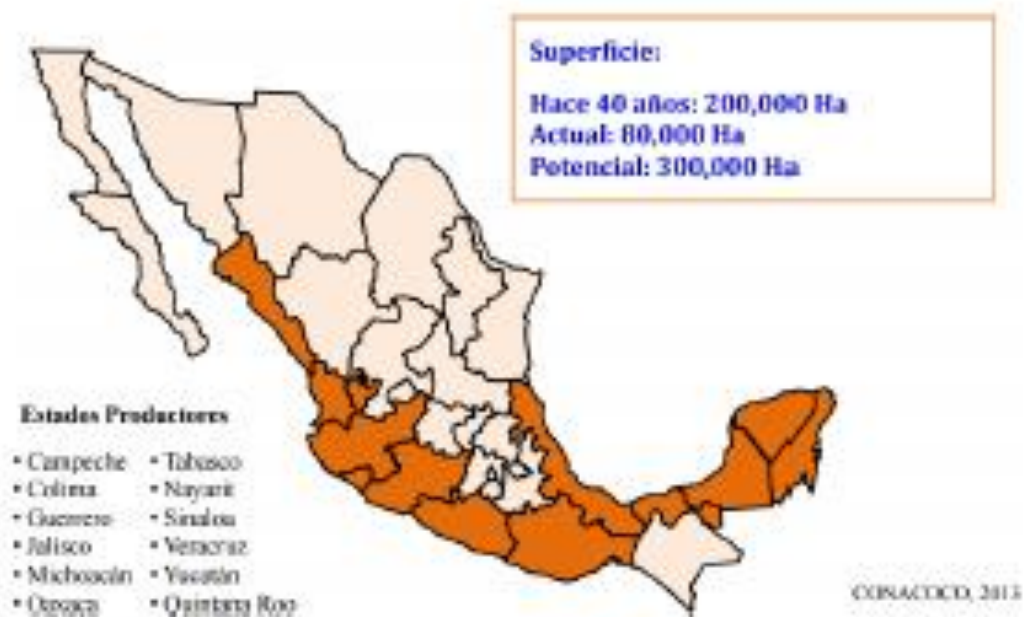 Superficie:
Hace 40 años: 200,000 Ha
Actual: 80,000 Ha
Potencial: 300,000 Ha
Estados Productores
• Campeche • Tabasco
• Colima • Nayarit
• Guerrero • Sinaloa
• Jalisco • Veracruz
• Michoacán • Yucatán
• Oaxaca • Quintana Roo
CONACOCO, 2013